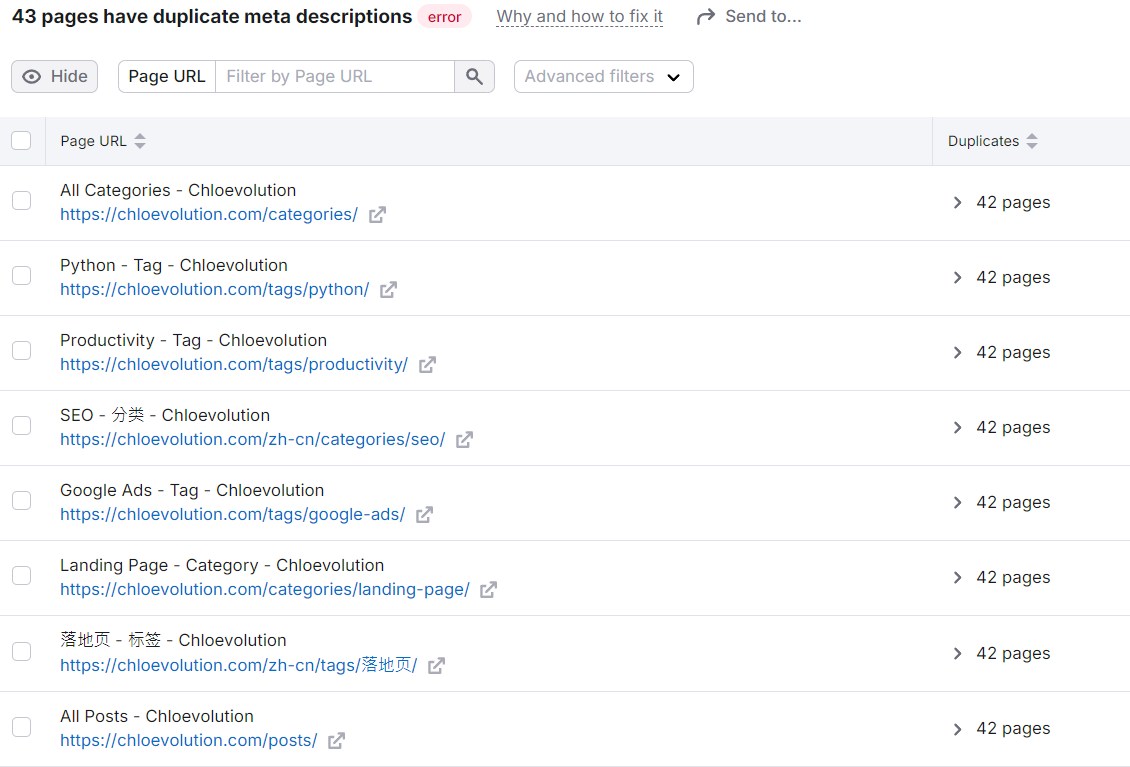 43 pages have duplicate meta descriptions error Why and how to fix it Send to...
Hide Page URL Filter by Page URL Advanced filters
Page URL Duplicates
All Categories - Chloevolution
https://chloevolution.com/categories/ 42 pages
Python - Tag - Chloevolution
https://chloevolution.com/tags/python/ 42 pages
Productivity - Tag - Chloevolution
https://chloevolution.com/tags/productivity/ 42 pages
SEO - 分类 - Chloevolution
https://chloevolution.com/zh-cn/categories/seo/ 42 pages
Google Ads - Tag - Chloevolution
https://chloevolution.com/tags/google-ads/ 42 pages
Landing Page - Category - Chloevolution
https://chloevolution.com/categories/landing-page/ 42 pages
落地页 - 标签 - Chloevolution
https://chloevolution.com/zh-cn/tags/落地页/ 42 pages
All Posts - Chloevolution
https://chloevolution.com/posts/ 42 pages